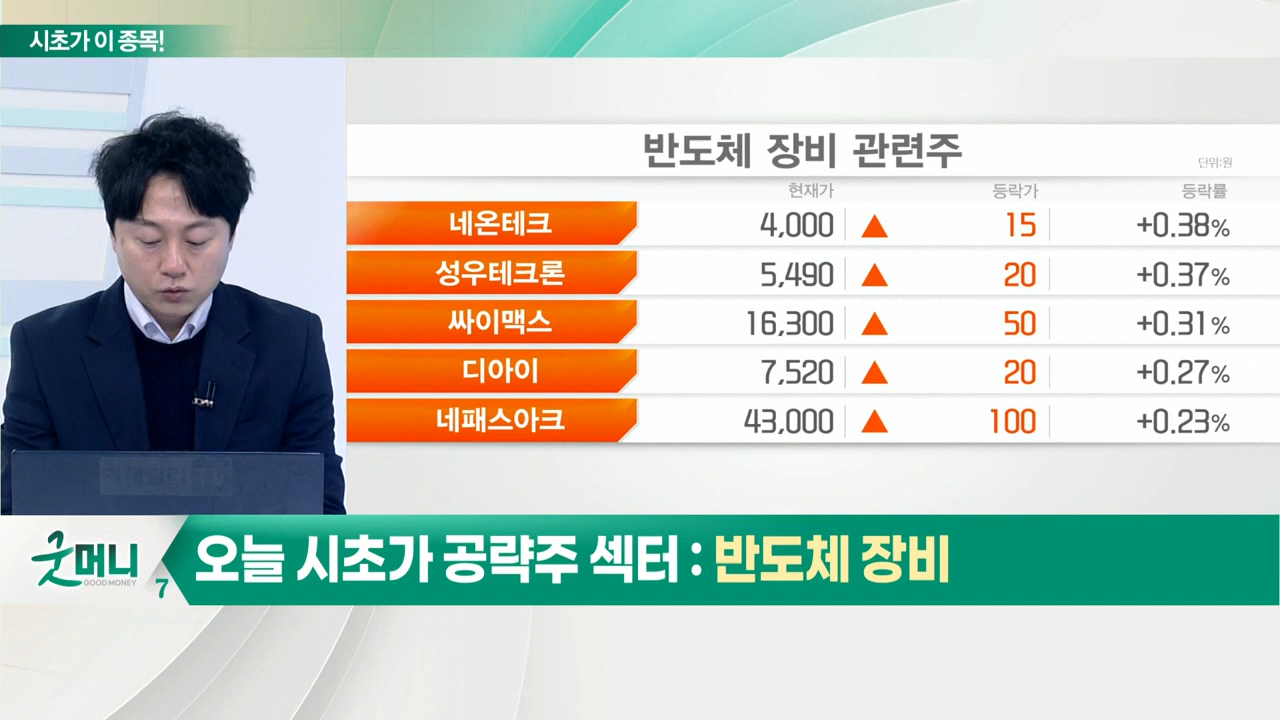 시초가 이 종목!
반도체 장비 관련주
단위:원
현재가 등락가 등락률
네온테크 4,000 ▲ 15 +0.38%
성우테크론 5,490 ▲ 20 +0.37%
싸이맥스 16,300 ▲ 50 +0.31%
디아이 7,520 ▲ 20 +0.27%
네패스아크 43,000 ▲ 100 +0.23%
굿머니
GOOD MONEY
7
오늘 시초가 공략주 섹터 : 반도체 장비